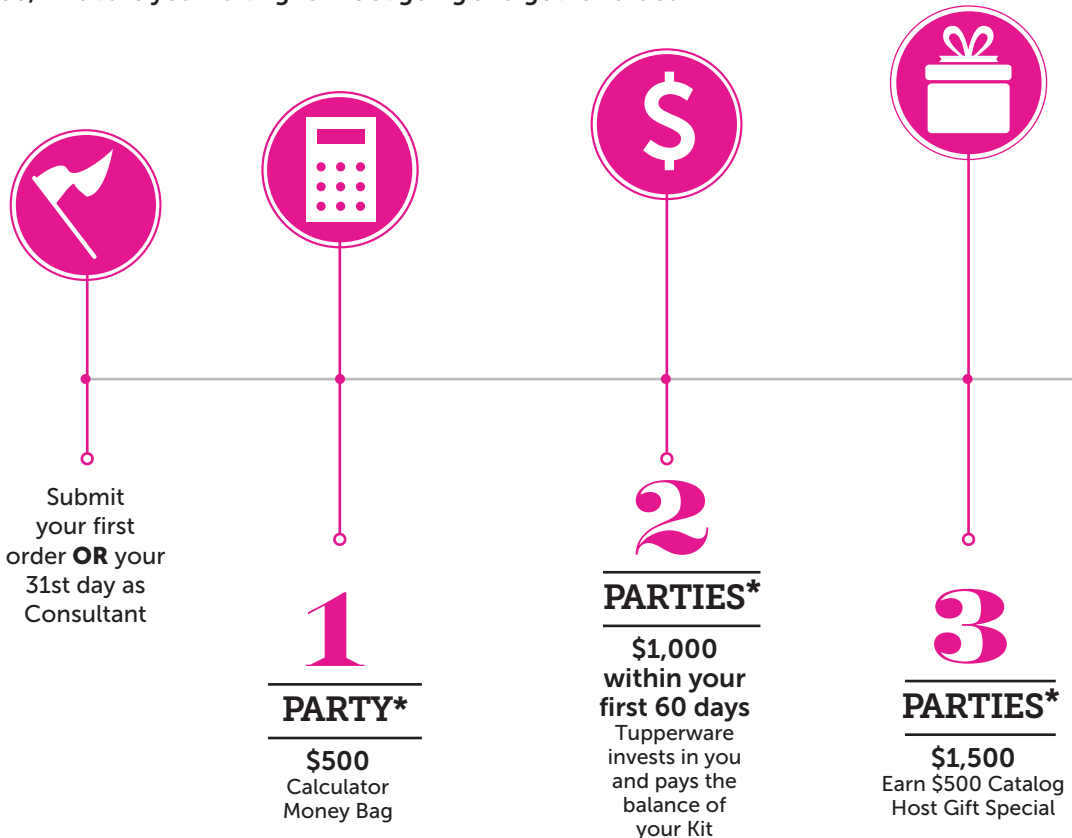 Submit
your first
order OR your
31st day as
Consultant
1
PARTY*
$500
Calculator
Money Bag
2
PARTIES*
$1,000
within your
first 60 days
Tupperware
invests in you
and pays the
balance of
your Kit
3
PARTIES*
$1,500
Earn $500 Catalog
Host Gift Special